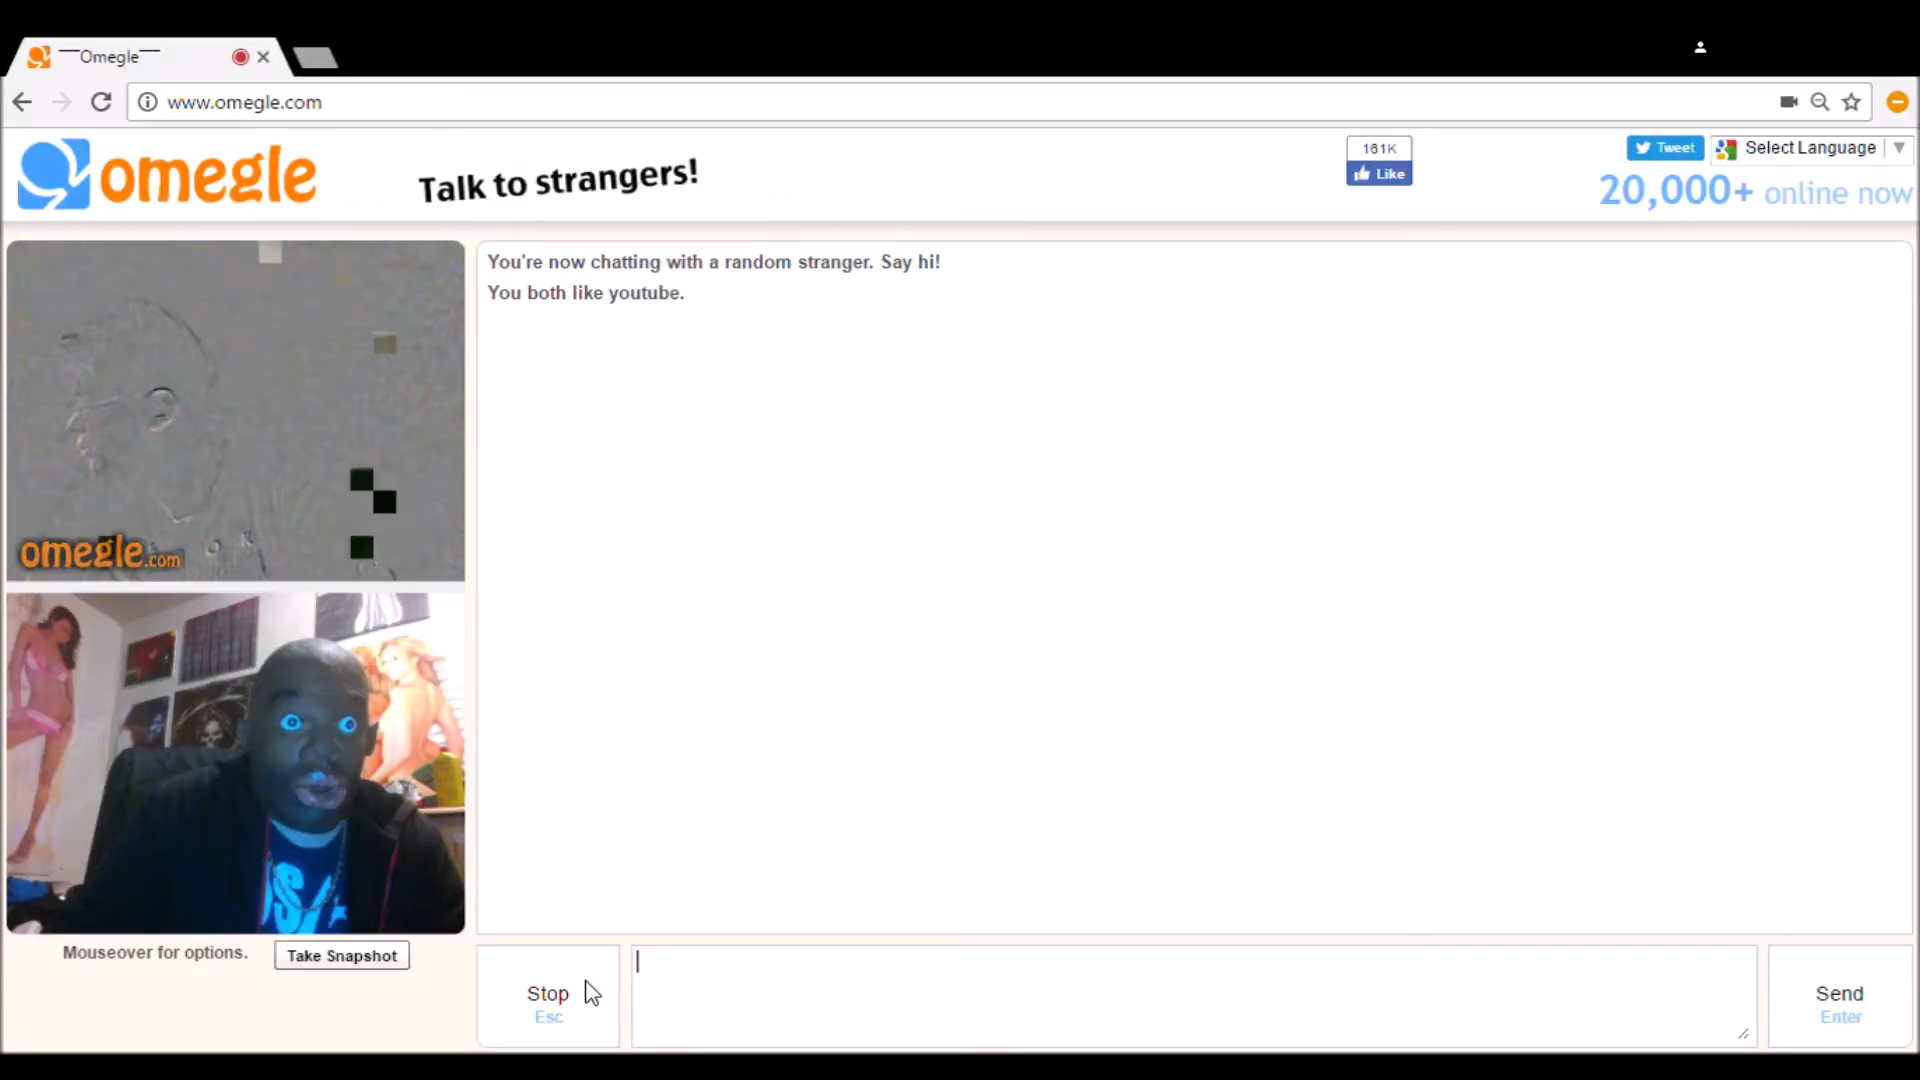 Omegle
www.omegle.com
omegle
Talk to strangers!
161K
Like
Tweet
Select Language
20,000+ online now
You're now chatting with a random stranger. Say hi!
You both like youtube.
omegle.com
Mouseover for options.
Take Snapshot
Stop
Esc
Send
Enter